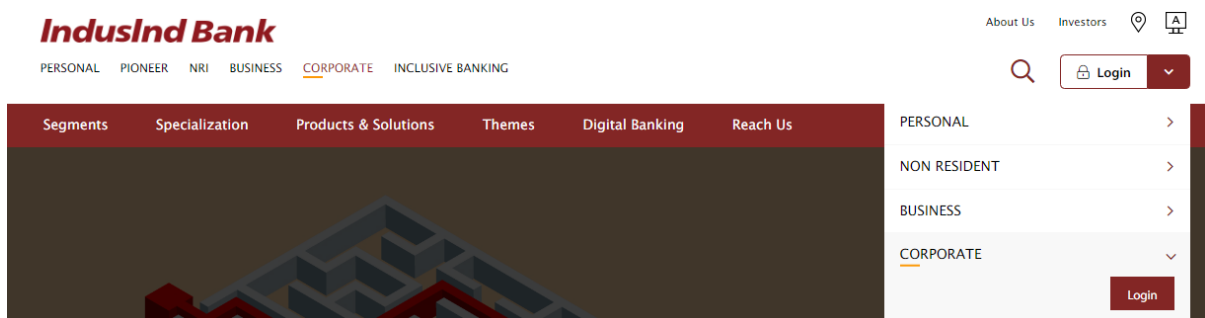 About Us Investors A
IndusInd Bank
PERSONAL PIONEER NRI BUSINESS CORPORATE INCLUSIVE BANKING
Login
Segments Specialization Products & Solutions Themes Digital Banking Reach Us
PERSONAL
NON RESIDENT
BUSINESS
CORPORATE
Login